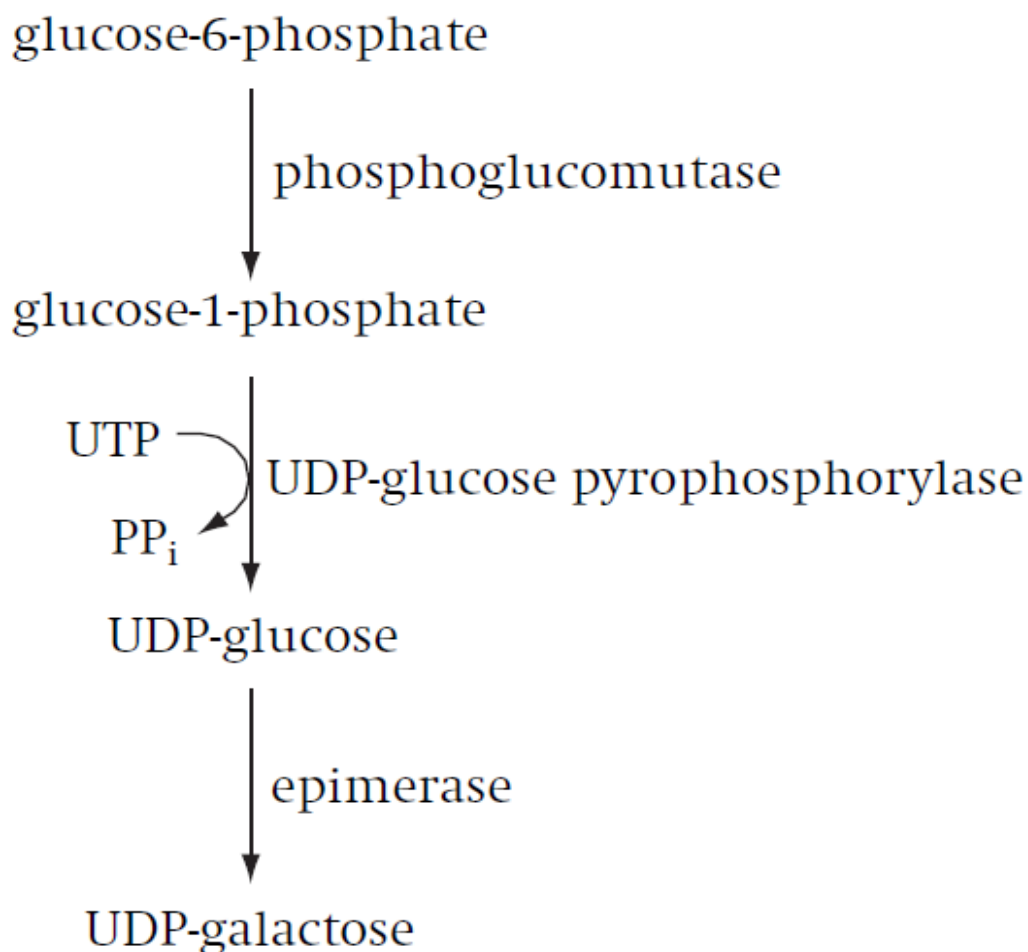 glucose-6-phosphate
phosphoglucomutase
glucose-1-phosphate
UTP
UDP-glucose pyrophosphorylase
PPi
UDP-glucose
epimerase
UDP-galactose